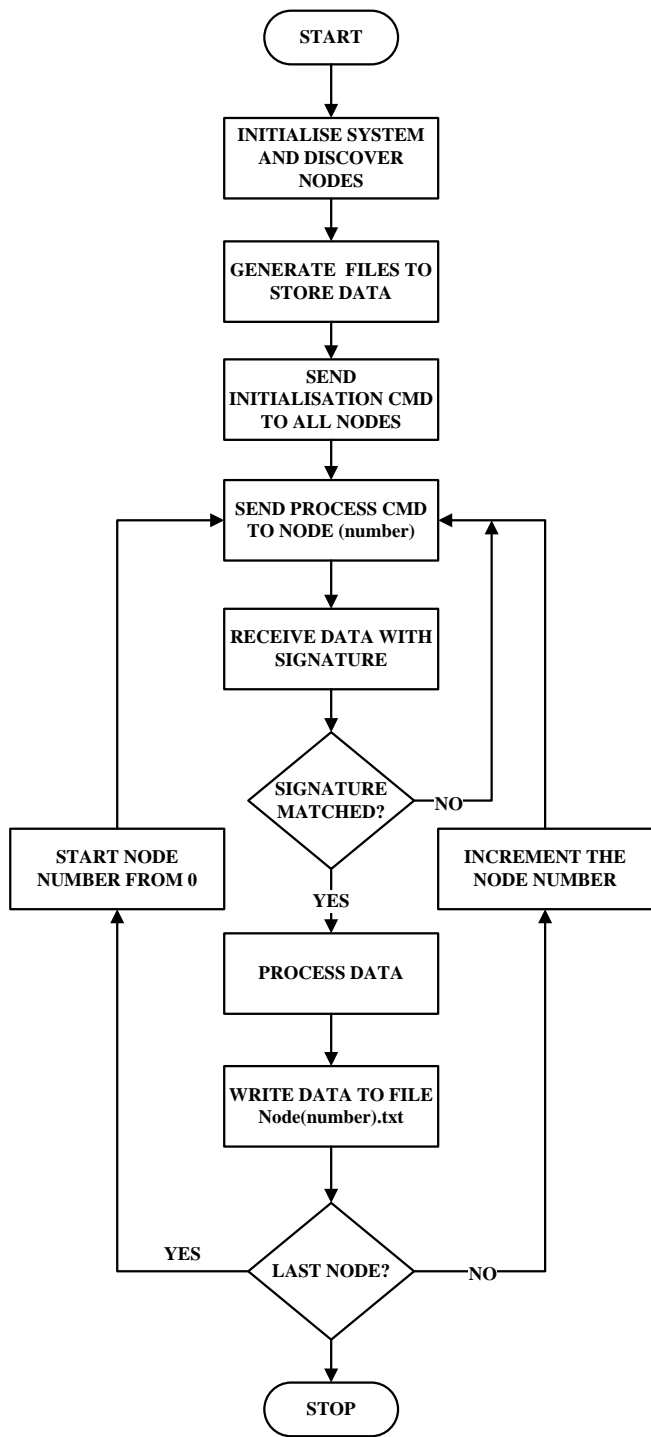 START
INITIALISE SYSTEM
AND DISCOVER
NODES
GENERATE FILES TO
STORE DATA
SEND
INITIALISATION CMD
TO ALL NODES
SEND PROCESS CMD
TO NODE (number)
RECEIVE DATA WITH
SIGNATURE
SIGNATURE
MATCHED?
NO
START NODE
NUMBER FROM 0
INCREMENT THE
NODE NUMBER
YES
PROCESS DATA
WRITE DATA TO FILE
Node(number).txt
YES
LAST NODE?
NO
STOP